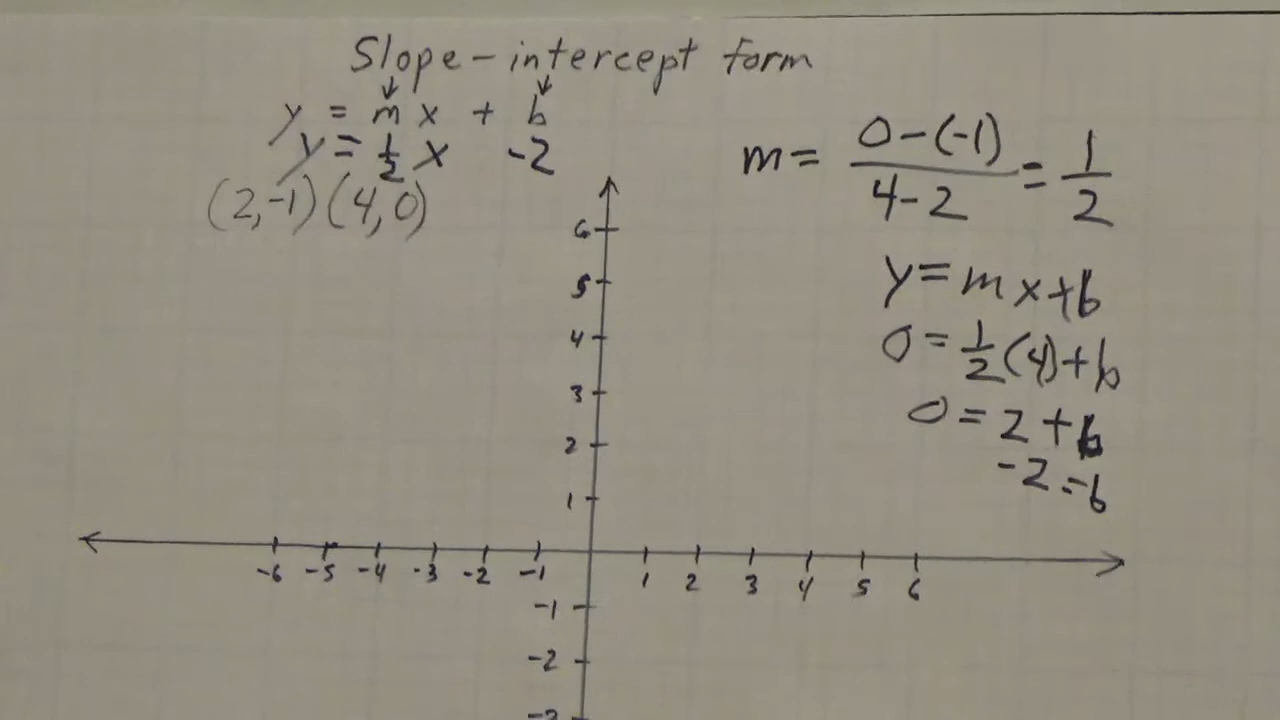 Slope-intercept form
y = mx + b
y = 1/2 x -2
(2,-1) (4,0)
m = 0-(-1)/4-2 = 1/2
y = mx+b
0 = 1/2(4)+b
0 = 2+b
-2 = b
6
5
4
3
2
1
-6 -5 -4 -3 -2 -1 1 2 3 4 5 6
-1
-2